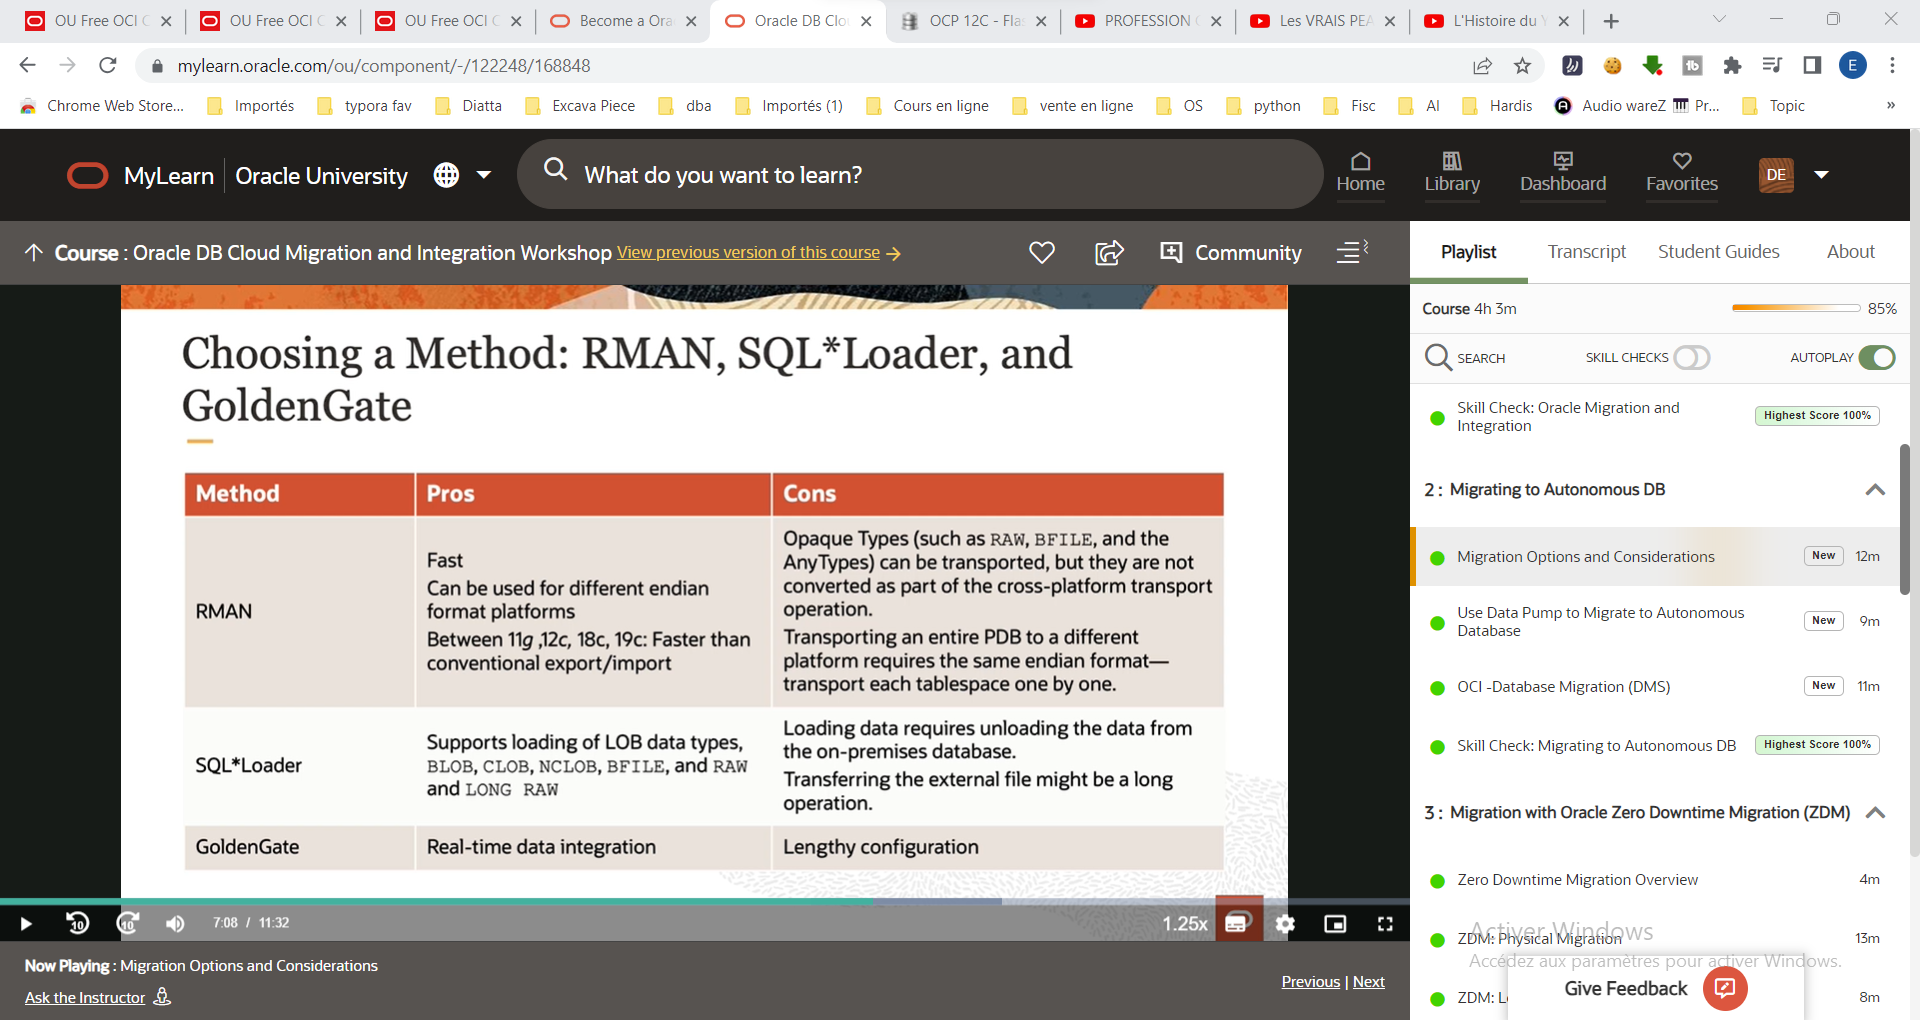 OU Free OCI C
OU Free OCI C
OU Free OCI C
Become a Ora
Oracle DB Clo
OCP 12C - Fla
PROFESSION
Les VRAIS PEA
L'Histoire du Y
mylearn.oracle.com/ou/component/-/122248/168848
E
Chrome Web Store...
Importés
typora fav
Diatta
Excava Piece
dba
Importés (1)
Cours en ligne
vente en ligne
OS
python
Fisc
AI
Hardis
Audio wareZ
Pr...
Topic
»
MyLearn
Oracle University
What do you want to learn?
Home
Library
Dashboard
Favorites
DE
Course : Oracle DB Cloud Migration and Integration Workshop View previous version of this course →
Community
Playlist
Transcript
Student Guides
About
Choosing a Method: RMAN, SQL*Loader, and
GoldenGate
Method
Pros
Cons
RMAN
Fast
Can be used for different endian
format platforms
Between 11g ,12c, 18c, 19c: Faster than
conventional export/import
Opaque Types (such as RAW, BFILE, and the
AnyTypes) can be transported, but they are not
converted as part of the cross-platform transport
operation.
Transporting an entire PDB to a different
platform requires the same endian format—
transport each tablespace one by one.
SQL*Loader
Supports loading of LOB data types,
BLOB, CLOB, NCLOB, BFILE, and RAW
and LONG RAW
Loading data requires unloading the data from
the on-premises database.
Transferring the external file might be a long
operation.
GoldenGate
Real-time data integration
Lengthy configuration
10
10
7:08 / 11:32
1.25x
Now Playing : Migration Options and Considerations
Ask the Instructor
Previous | Next
Course 4h 3m
85%
SEARCH
SKILL CHECKS
AUTOPLAY
Skill Check: Oracle Migration and
Integration
Highest Score 100%
2 : Migrating to Autonomous DB
Migration Options and Considerations
New
12m
Use Data Pump to Migrate to Autonomous
Database
New
9m
OCI -Database Migration (DMS)
New
11m
Skill Check: Migrating to Autonomous DB
Highest Score 100%
3 : Migration with Oracle Zero Downtime Migration (ZDM)
Zero Downtime Migration Overview
4m
Activer Windows
ZDM: Physical Migration
13m
Accédez aux paramètres pour activer Windows.
Give Feedback
ZDM: L
8m